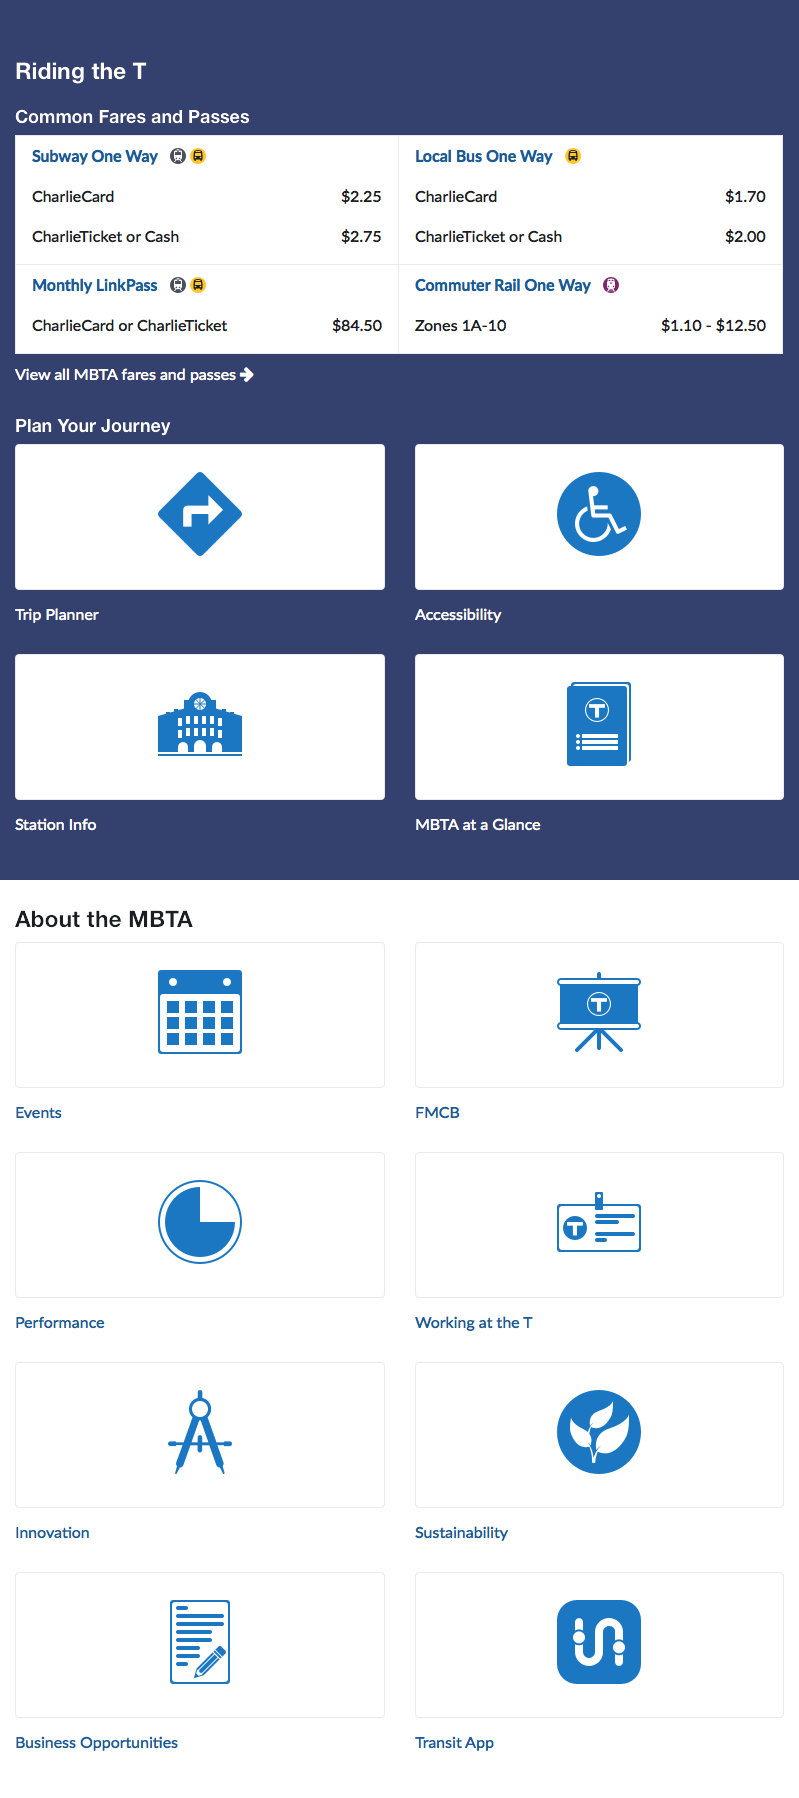 Riding the T
Common Fares and Passes
Subway One Way
CharlieCard $2.25
CharlieTicket or Cash $2.75
Local Bus One Way
CharlieCard $1.70
CharlieTicket or Cash $2.00
Monthly LinkPass
CharlieCard or CharlieTicket $84.50
Commuter Rail One Way
Zones 1A-10 $1.10 - $12.50
View all MBTA fares and passes
Plan Your Journey
Trip Planner
Accessibility
T
Station Info
MBTA at a Glance
About the MBTA
T
Events
FMCB
T
Performance
Working at the T
Innovation
Sustainability
Business Opportunities
Transit App